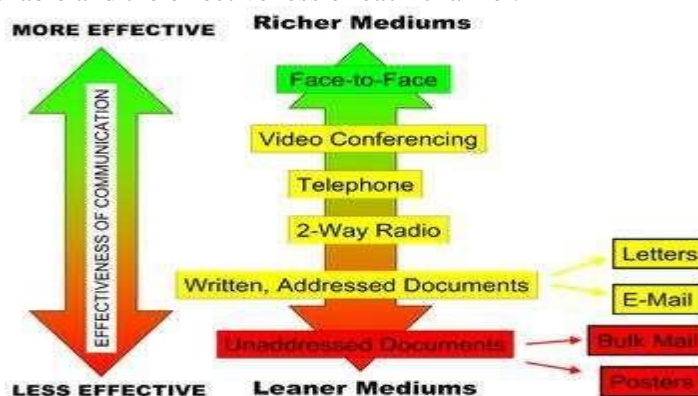 MORE EFFECTIVE
Richer Mediums
Face-to-Face
Video Conferencing
Telephone
2-Way Radio
Written, Addressed Documents
Letters
E-Mail
Unaddressed Documents
Bulk Mail
Posters
EFFECTIVENESS OF COMMUNICATION
LESS EFFECTIVE
Leaner Mediums